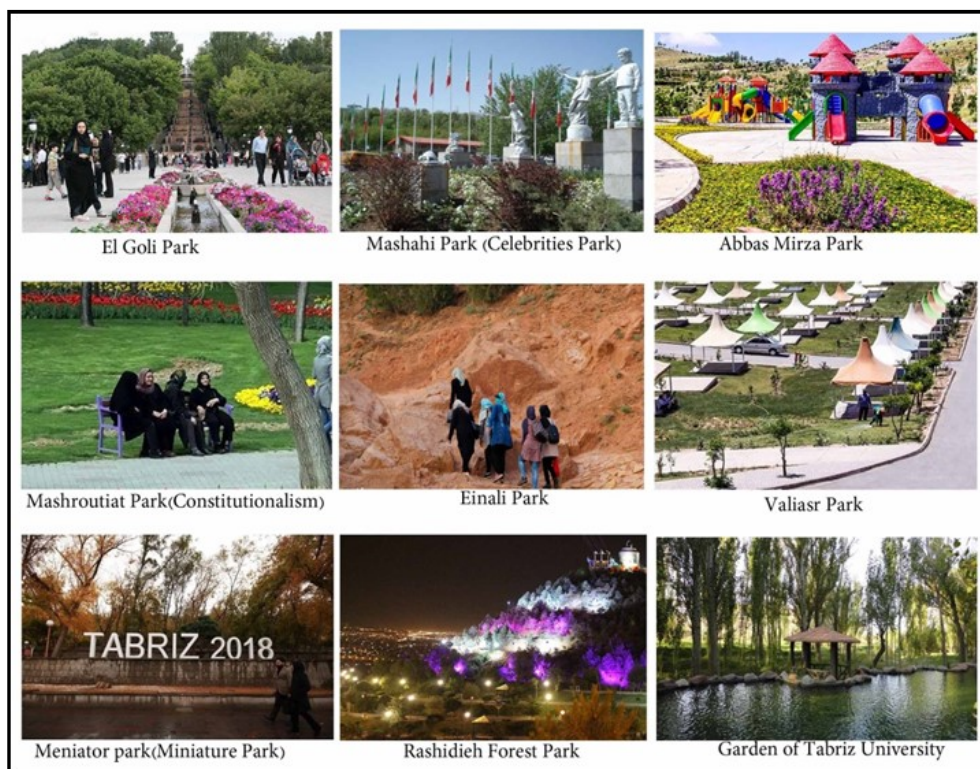 El Goli Park
Mashahi Park (Celebrities Park)
Abbas Mirza Park
Mashroutiat Park(Constitutionalism)
Einali Park
Valiasr Park
TABRIZ 2018
Meniator park(Miniature Park)
Rashidieh Forest Park
Garden of Tabriz University